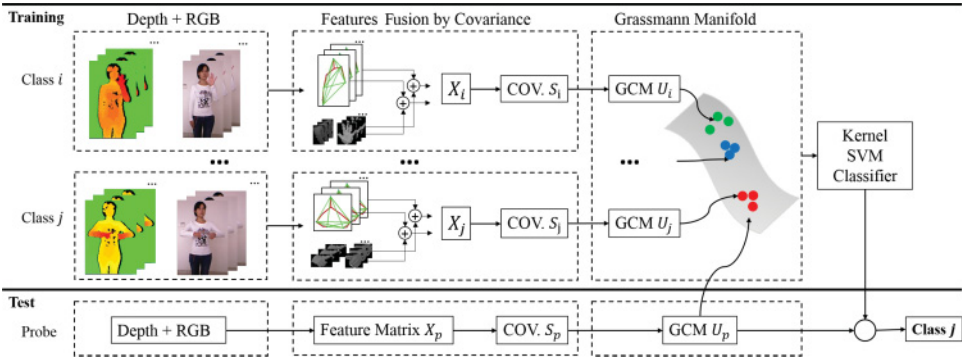 Training
Depth + RGB
Features Fusion by Covariance
Grassmann Manifold
Class i
...
...
...
...
X_i
COV. S_i
GCM U_i
...
...
...
Kernel
SVM
Classifier
Class j
...
...
...
...
X_j
COV. S_j
GCM U_j
Test
Probe
Depth + RGB
Feature Matrix X_p
COV. S_p
GCM U_p
Class j